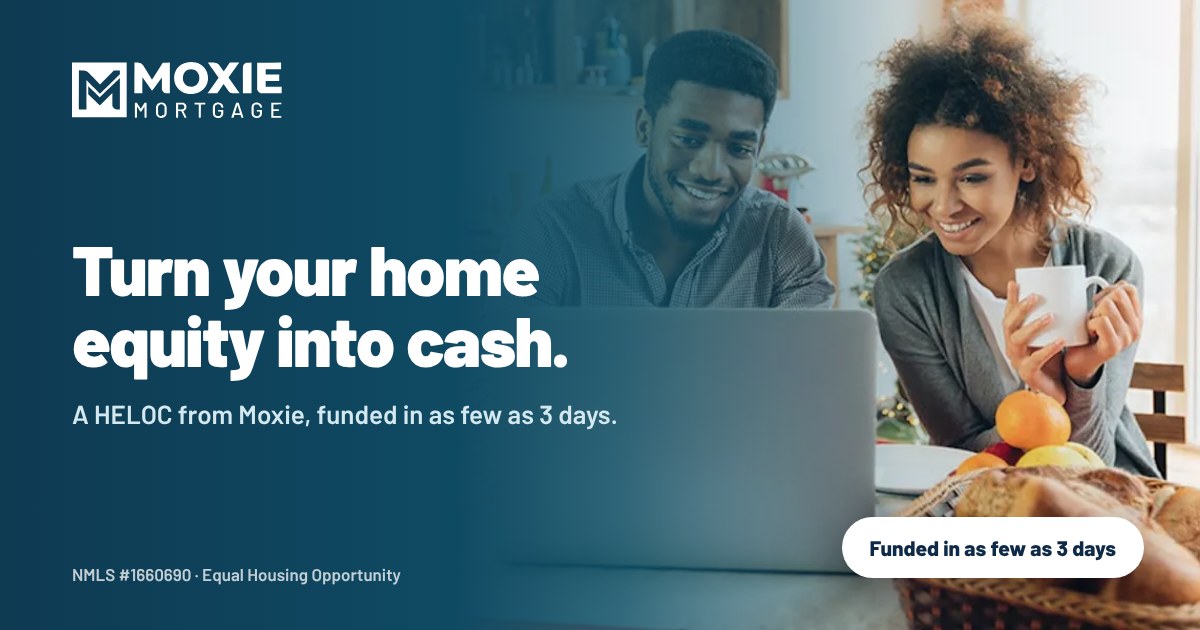 MOXIE
MORTGAGE
Turn your home
equity into cash.
A HELOC from Moxie, funded in as few as 3 days.
NMLS #1660690 · Equal Housing Opportunity
Funded in as few as 3 days